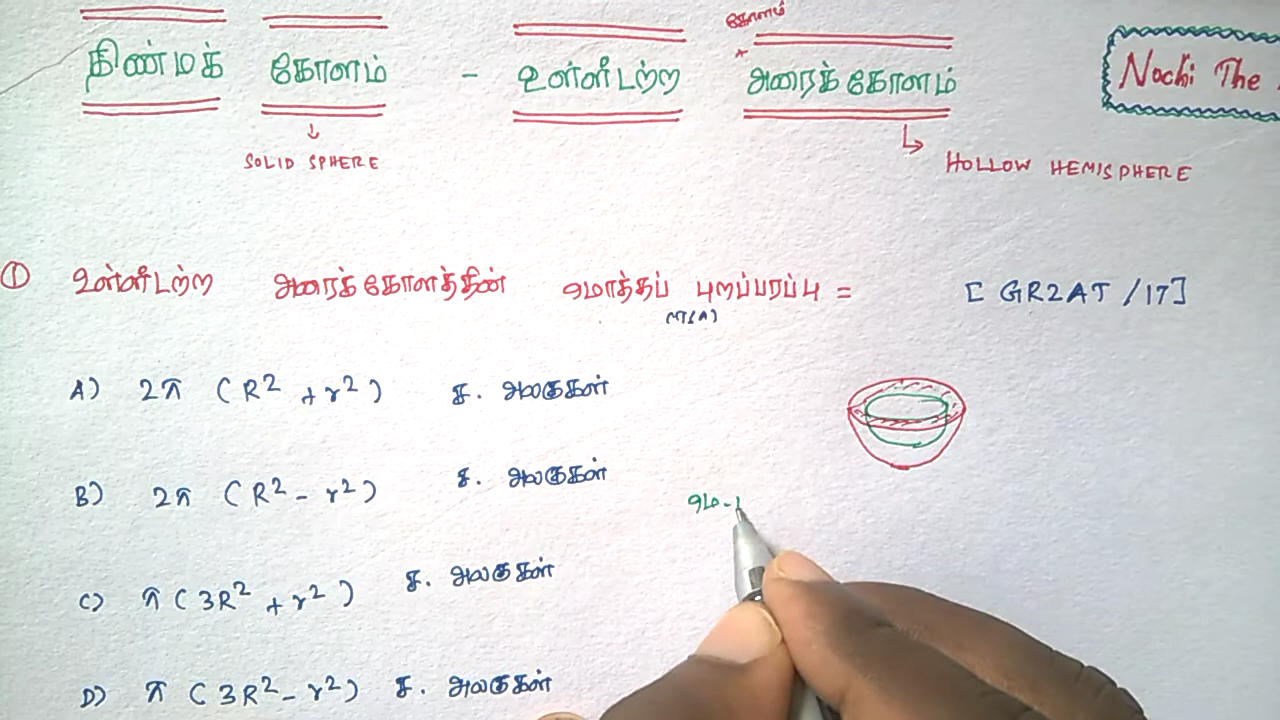 கோளம்
திண்மக் கோளம் - உள்ளீடற்ற அரைக்கோளம்
Nochi The
SOLID SPHERE
HOLLOW HEMISPHERE
① உள்ளீடற்ற அரைக்கோளத்தின் மொத்தப் புறப்பரப்பு = [GR2AT /17]
A) 2π (R² + r²) ச. அலகுகள்
B) 2π (R² - r²) ச. அலகுகள்
மொ-
C) π (3R² + r²) ச. அலகுகள்
D) π (3R² - r²) ச. அலகுகள்